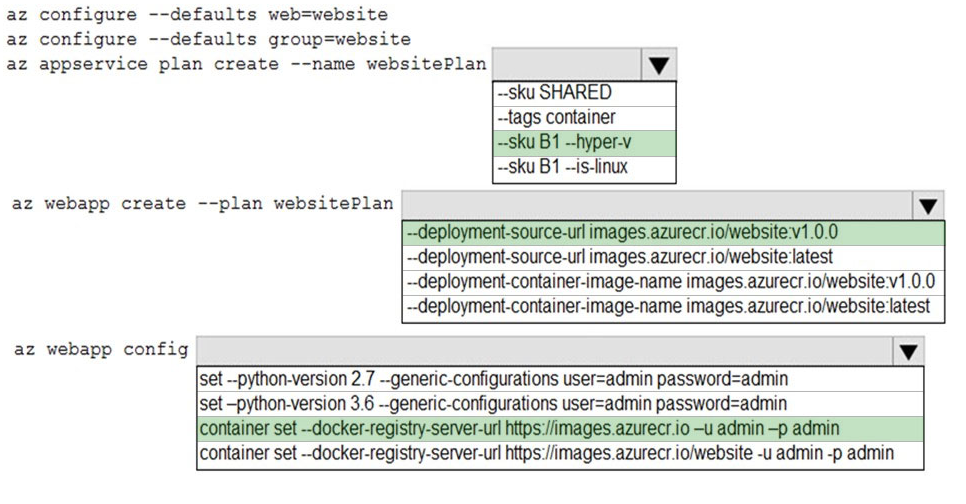 az configure --defaults web=website
az configure --defaults group=website
az appservice plan create --name websitePlan
--sku SHARED
--tags container
--sku B1 --hyper-v
--sku B1 --is-linux
az webapp create --plan websitePlan
--deployment-source-url images.azurecr.io/website:v1.0.0
--deployment-source-url images.azurecr.io/website:latest
--deployment-container-image-name images.azurecr.io/website:v1.0.0
--deployment-container-image-name images.azurecr.io/website:latest
az webapp config
set --python-version 2.7 --generic-configurations user=admin password=admin
set –python-version 3.6 --generic-configurations user=admin password=admin
container set --docker-registry-server-url https://images.azurecr.io –u admin –p admin
container set --docker-registry-server-url https://images.azurecr.io/website -u admin -p admin